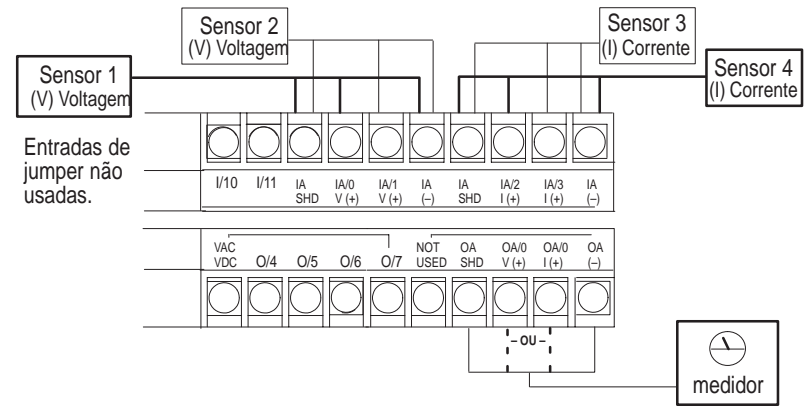 Sensor 2
(V) Voltagem
Sensor 3
(I) Corrente
Sensor 1
(V) Voltagem
Sensor 4
(I) Corrente
Entradas de
jumper não
usadas.
I/10 I/11 IA SHD IA/0 V (+) IA/1 V (+) IA (–) IA SHD IA/2 I (+) IA/3 I (+) IA (–)
VAC VDC O/4 O/5 O/6 O/7 NOT USED OA SHD OA/0 V (+) OA/0 I (+) OA (–)
– OU –
medidor